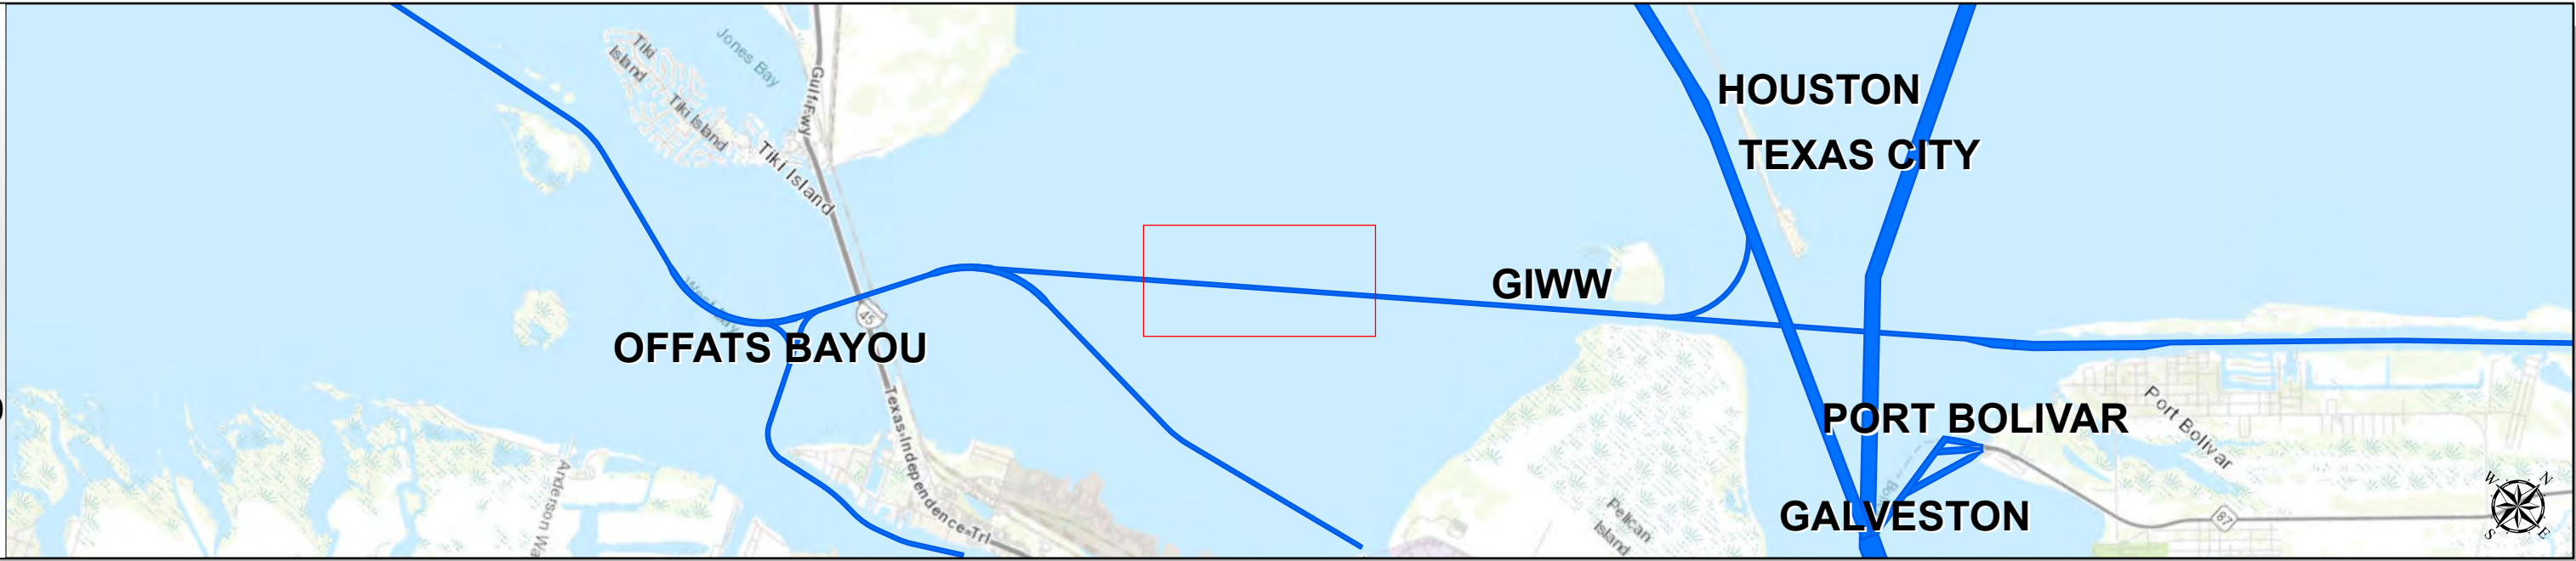 Tiki
Island
Jones Bay
Gulf-Fwy
Tiki Island
Tiki Island
HOUSTON
TEXAS CITY
GIWW
45
OFFATS BAYOU
Texas-Independence-Trl
Anderson Wa
PORT BOLIVAR
Port Bolivar
GALVESTON
Pelican
Island
87
W
N
S
E